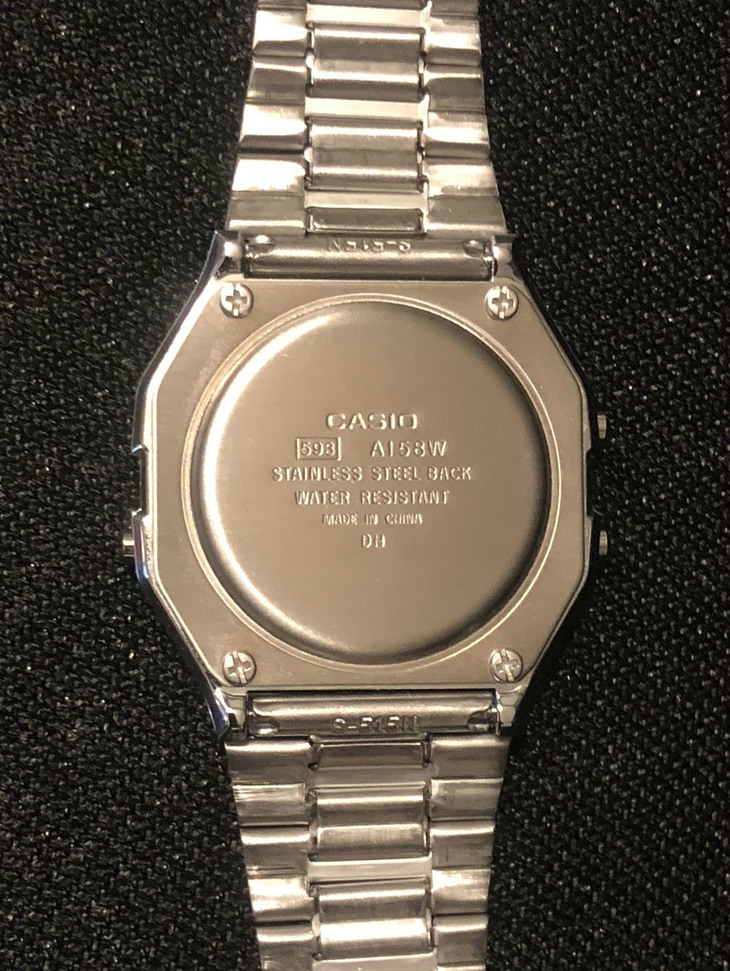 CASIO
593 A158W
STAINLESS STEEL BACK
WATER RESISTANT
MADE IN CHINA
DH